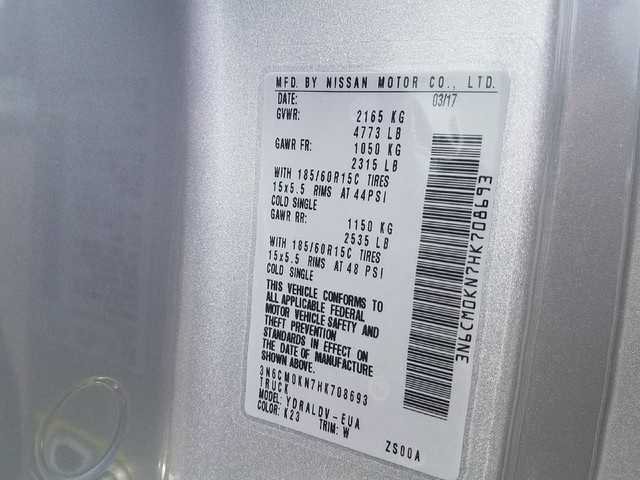 MFD. BY NISSAN MOTOR CO., LTD.
DATE: 03/17
GVWR: 2165 KG
4773 LB
GAWR FR: 1050 KG
2315 LB
WITH 185/60R15C TIRES
15x5.5 RIMS AT 44PSI
COLD SINGLE
GAWR RR: 1150 KG
2535 LB
WITH 185/60R15C TIRES
15x5.5 RIMS AT 48 PSI
COLD SINGLE
THIS VEHICLE CONFORMS TO
ALL APPLICABLE FEDERAL
MOTOR VEHICLE SAFETY AND
THEFT PREVENTION
STANDARDS IN EFFECT ON
THE DATE OF MANUFACTURE
SHOWN ABOVE.
3N6CM0KN7HK708693
TRUCK
MODEL: YDRALDV-EUA
COLOR: K23 TRIM: W
ZS00A
3N6CM0KN7HK708693